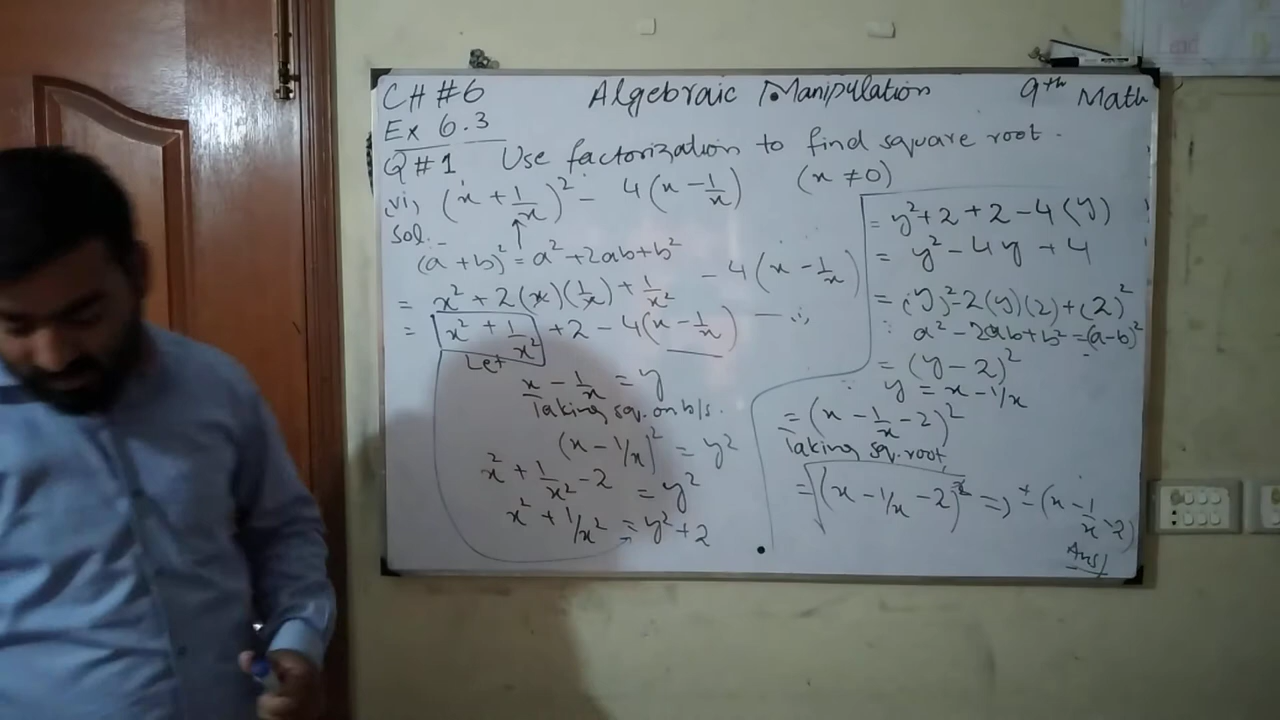 CH #6 Algebraic Manipulation 9th Math
Ex 6.3
Q #1 Use factorization to find square root.
(vi) (x + 1/x)² - 4(x - 1/x) (x ≠ 0)
Sol:-
(a + b)² = a² + 2ab + b²
= x² + 2(x)(1/x) + 1/x² - 4(x - 1/x)
= x² + 1/x² + 2 - 4(x - 1/x) — (i)
Let
x - 1/x = y
Taking sq. on b/s.
(x - 1/x)² = y²
x² + 1/x² - 2 = y²
x² + 1/x² = y² + 2
= y² + 2 + 2 - 4(y)
= y² - 4y + 4
= (y)² - 2(y)(2) + (2)²
∵ a² - 2ab + b² = (a-b)²
= (y - 2)²
∵ y = x - 1/x
= (x - 1/x - 2)²
Taking sq. root,
= √(x - 1/x - 2)² => ± (x - 1/x - 2)
Ans/